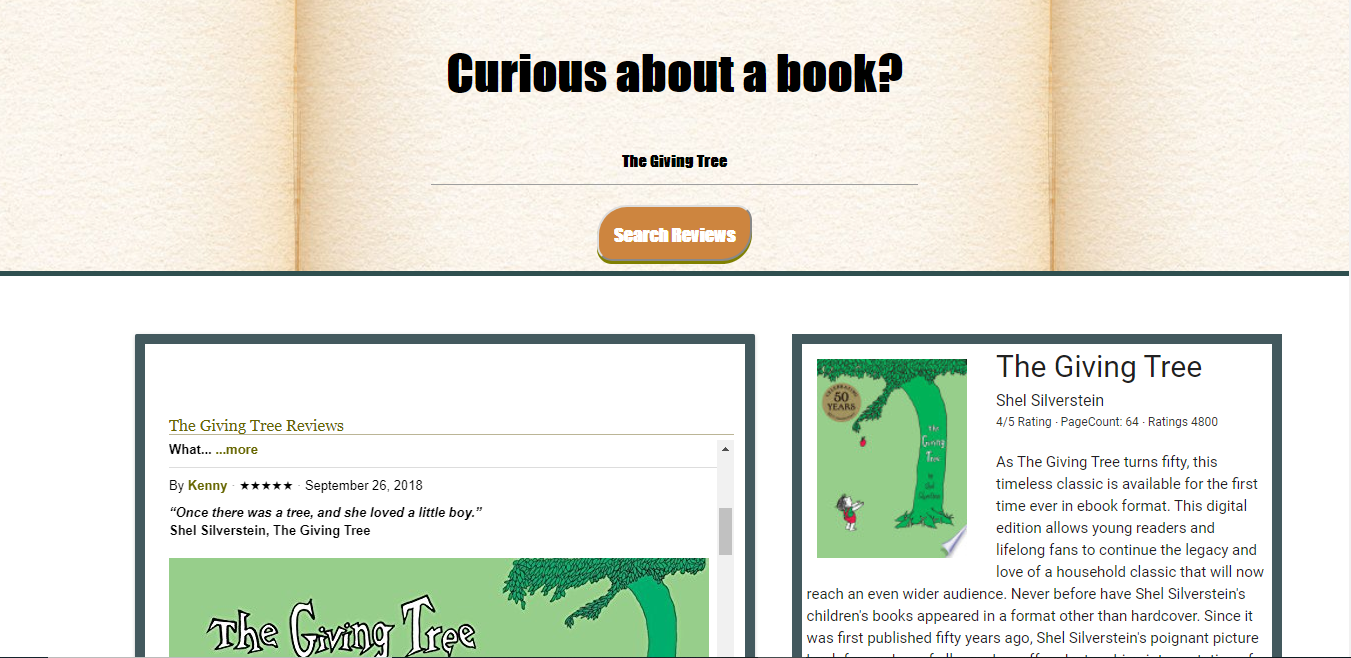 Curious about a book?
The Giving Tree
Search Reviews
The Giving Tree Reviews
What... ...more
By Kenny · ★★★★★ · September 26, 2018
“Once there was a tree, and she loved a little boy.”
Shel Silverstein, The Giving Tree
The Giving Tree
CELEBRATING
50
YEARS
The
Giving
Tree
by
Shel
Silverstein
The Giving Tree
Shel Silverstein
4/5 Rating · PageCount: 64 · Ratings 4800
As The Giving Tree turns fifty, this
timeless classic is available for the first
time ever in ebook format. This digital
edition allows young readers and
lifelong fans to continue the legacy and
love of a household classic that will now
reach an even wider audience. Never before have Shel Silverstein's
children's books appeared in a format other than hardcover. Since it
was first published fifty years ago, Shel Silverstein's poignant picture